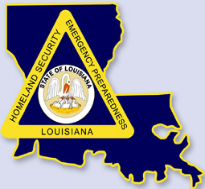 HOMELAND SECURITY
EMERGENCY PREPAREDNESS
STATE OF LOUISIANA
LOUISIANA